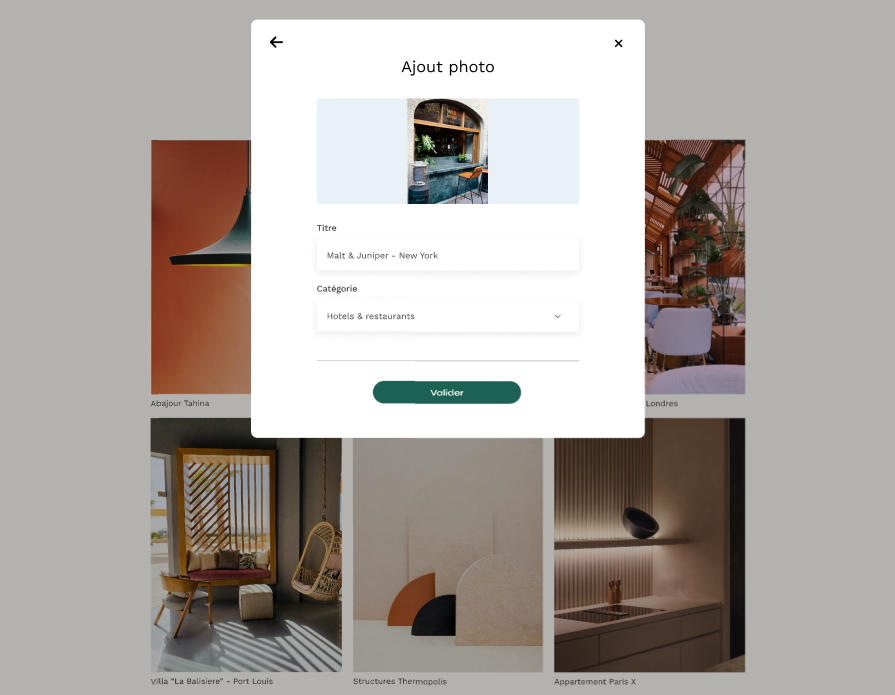 Ajout photo
Titre
Malt & Juniper - New York
Catégorie
Hotels & restaurants
Valider
Abajour Tahina
Londres
Villa “La Balisiere” - Port Louis
Structures Thermopolis
Appartement Paris X